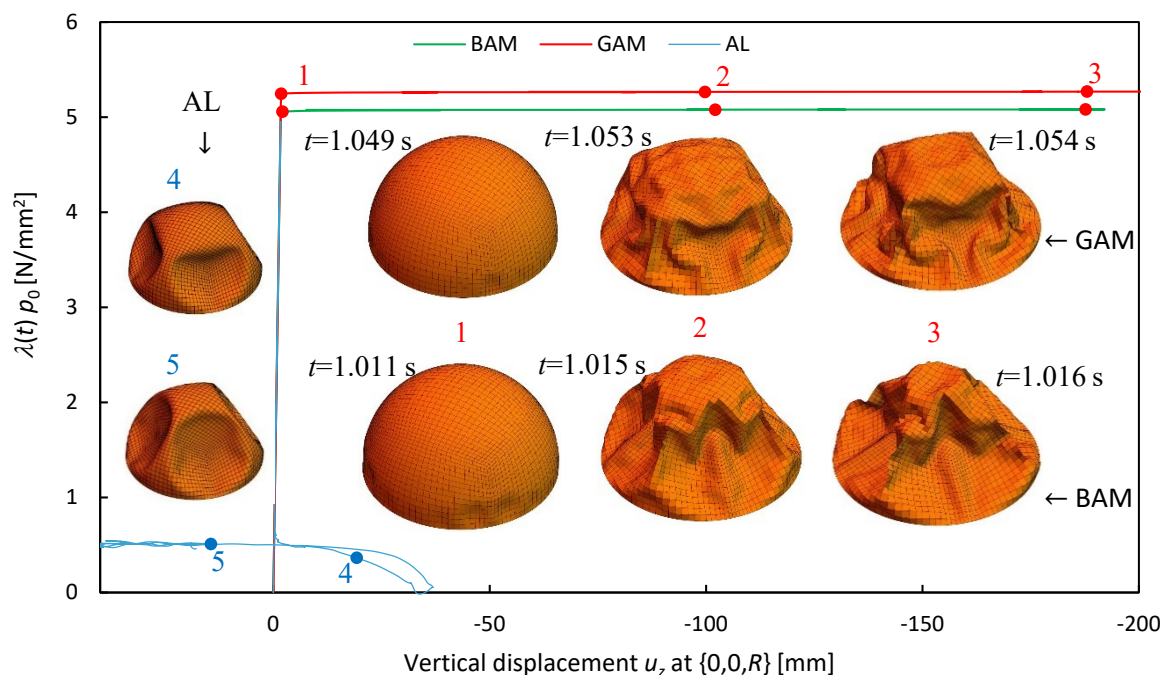 6
BAM GAM AL
1 2 3
5
AL
↓
t=1.049 s t=1.053 s t=1.054 s
4
4
← GAM
3
λ(t) p₀ [N/mm²]
1 2 3
5
t=1.011 s t=1.015 s t=1.016 s
2
1
← BAM
5 4
0
0 -50 -100 -150 -200
Vertical displacement u_z at {0,0,R} [mm]